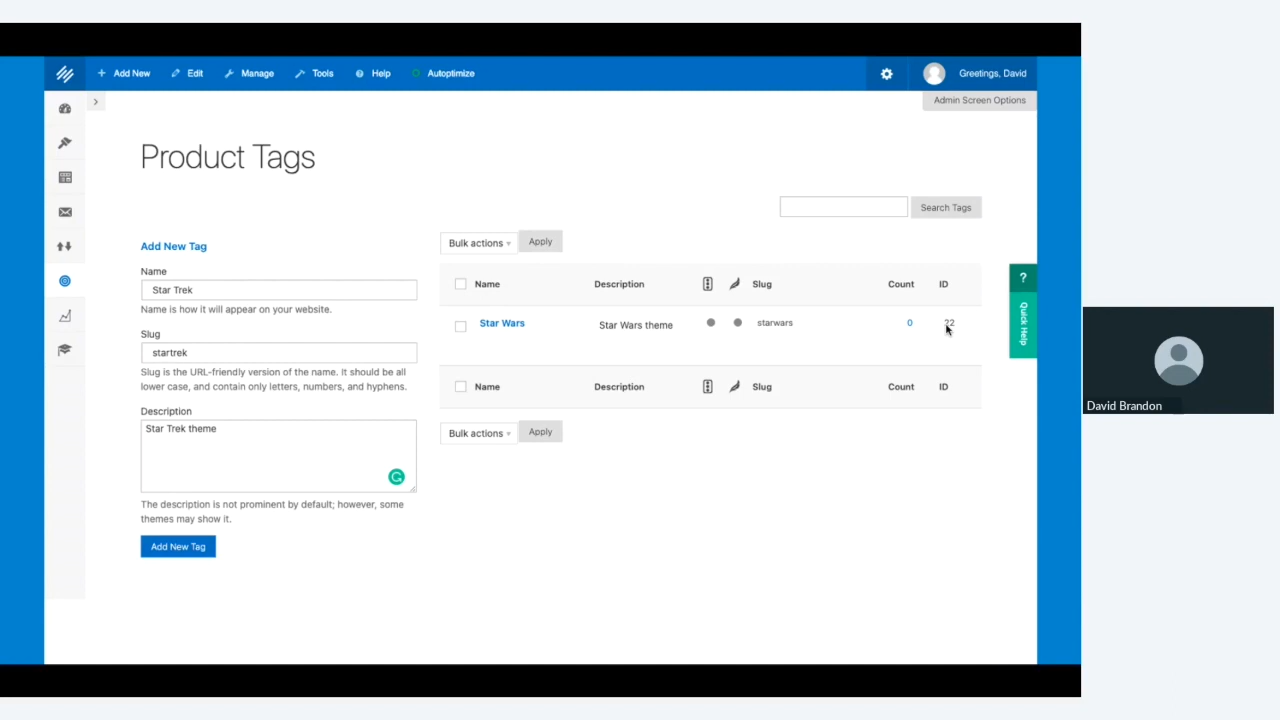 Add New
Edit
Manage
Tools
Help
Autoptimize
Greetings, David
Admin Screen Options
Product Tags
Search Tags
Add New Tag
Name
Star Trek
Name is how it will appear on your website.
Slug
startrek
Slug is the URL-friendly version of the name. It should be all
lower case, and contain only letters, numbers, and hyphens.
Description
Star Trek theme
The description is not prominent by default; however, some
themes may show it.
Add New Tag
Bulk actions
Apply
Name Description Slug Count ID
Star Wars Star Wars theme starwars 0 22
Name Description Slug Count ID
Bulk actions
Apply
?
Quick Help
David Brandon